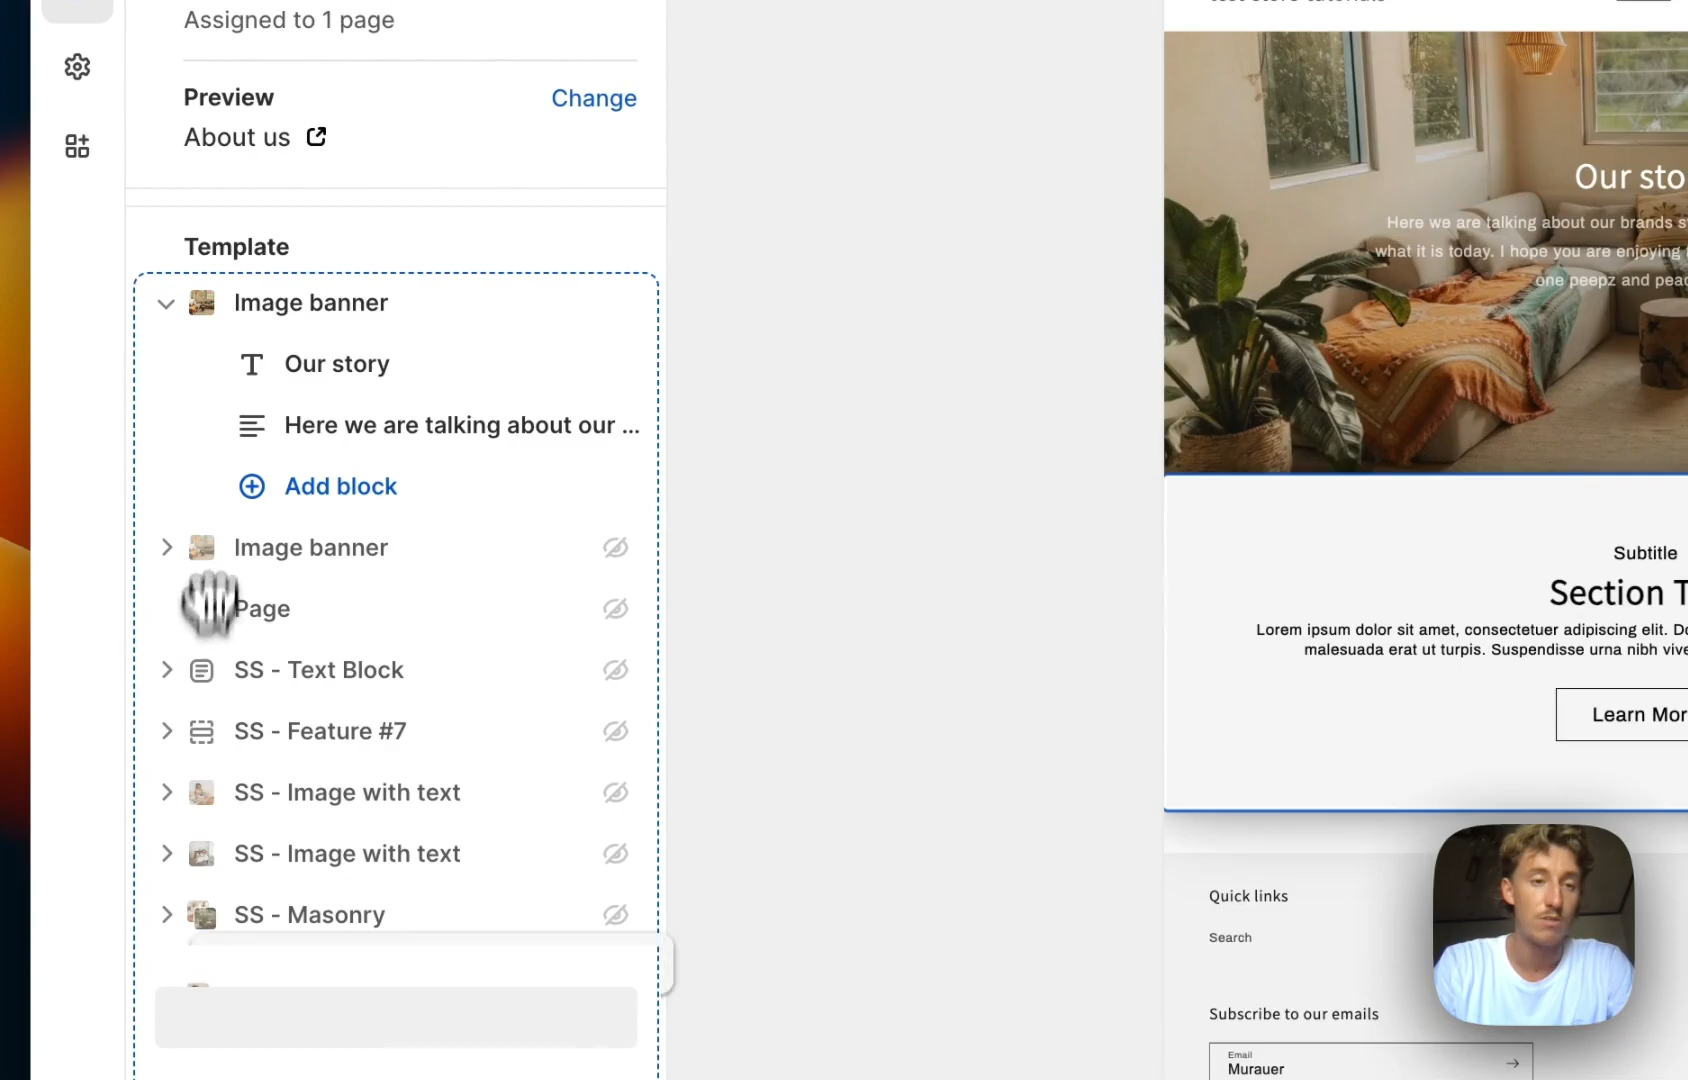 Assigned to 1 page
Preview
Change
About us
Template
Image banner
Our story
Here we are talking about our ...
Add block
Image banner
Page
SS - Text Block
SS - Feature #7
SS - Image with text
SS - Image with text
SS - Masonry
Our sto
Here we are talking about our brands s
what it is today. I hope you are enjoying
one peepz and peac
Subtitle
Section T
Lorem ipsum dolor sit amet, consectetuer adipiscing elit. Do
malesuada erat ut turpis. Suspendisse urna nibh vive
Learn Mor
Quick links
Search
Subscribe to our emails
Email
Murauer